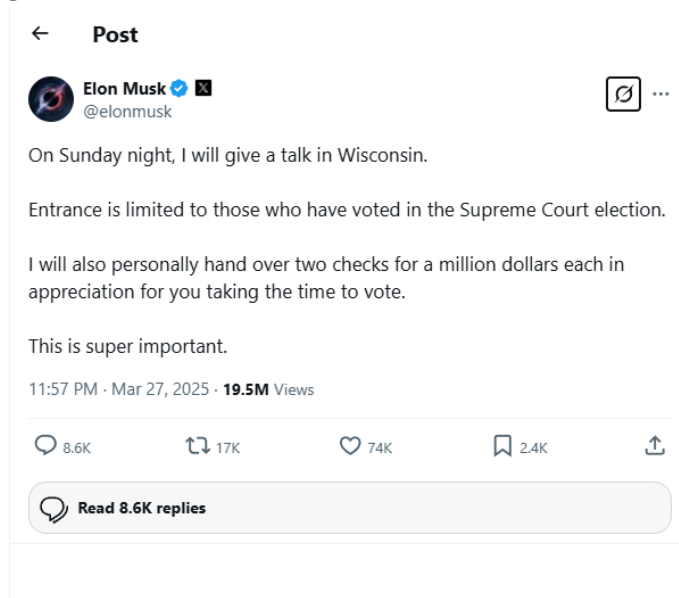 Post
Elon Musk
@elonmusk
On Sunday night, I will give a talk in Wisconsin.
Entrance is limited to those who have voted in the Supreme Court election.
I will also personally hand over two checks for a million dollars each in
appreciation for you taking the time to vote.
This is super important.
11:57 PM · Mar 27, 2025 · 19.5M Views
8.6K 17K 74K 2.4K
Read 8.6K replies